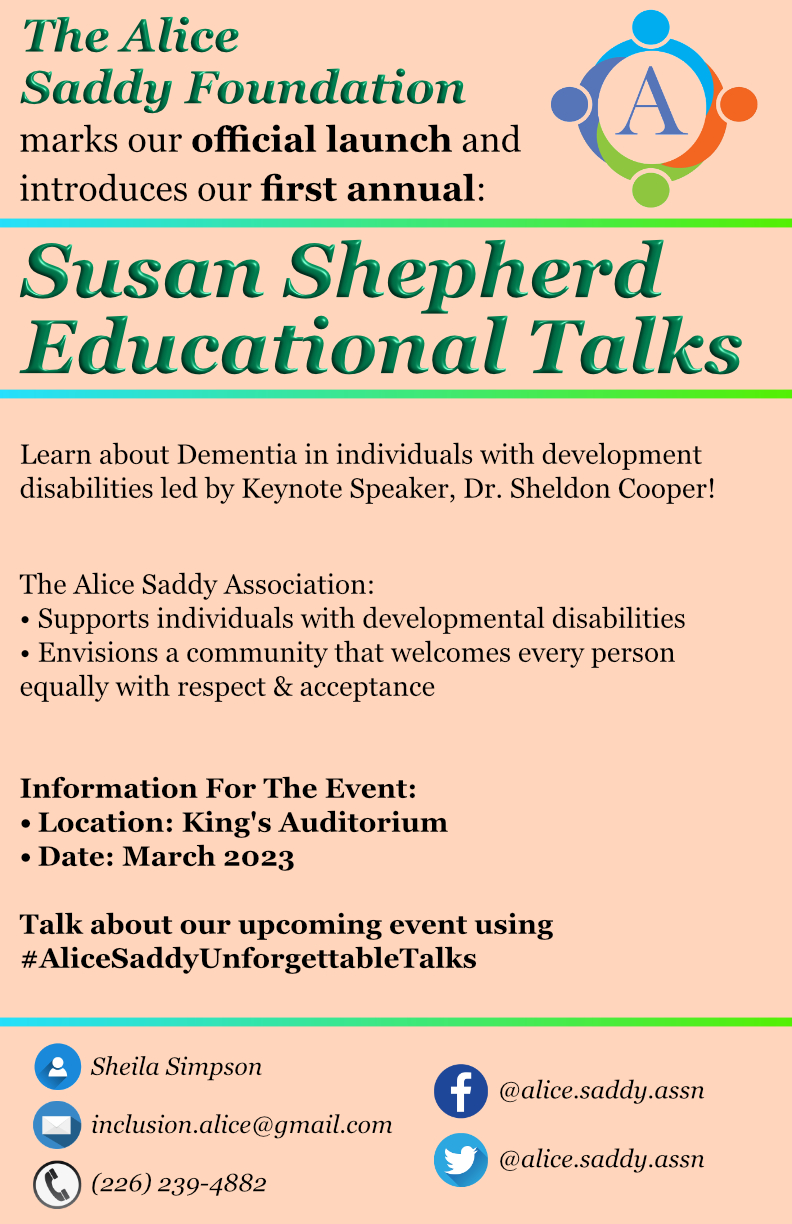 The Alice
Saddy Foundation
marks our official launch and
introduces our first annual:
A
Susan Shepherd
Educational Talks
Learn about Dementia in individuals with development
disabilities led by Keynote Speaker, Dr. Sheldon Cooper!
The Alice Saddy Association:
• Supports individuals with developmental disabilities
• Envisions a community that welcomes every person
equally with respect & acceptance
Information For The Event:
• Location: King's Auditorium
• Date: March 2023
Talk about our upcoming event using
#AliceSaddyUnforgettableTalks
Sheila Simpson
inclusion.alice@gmail.com
(226) 239-4882
@alice.saddy.assn
@alice.saddy.assn